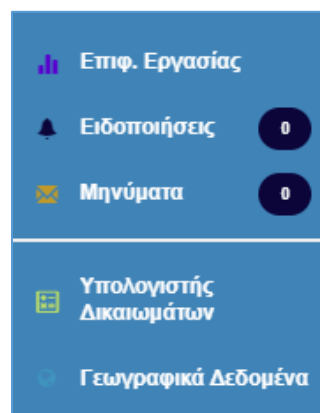 Επιφ. Εργασίας
Ειδοποιήσεις 0
Μηνύματα 0
Υπολογιστής
Δικαιωμάτων
Γεωγραφικά Δεδομένα